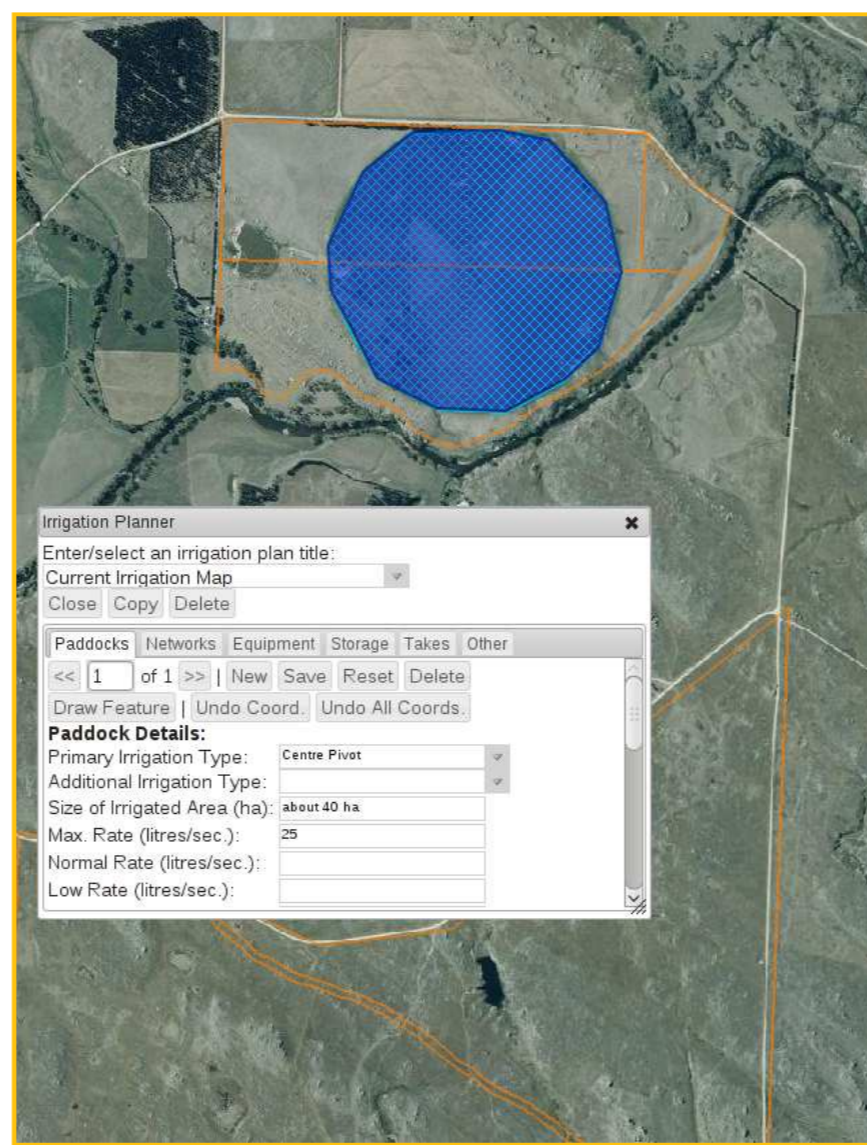 Irrigation Planner
Enter/select an irrigation plan title:
Current Irrigation Map
Close Copy Delete
Paddocks Networks Equipment Storage Takes Other
<< 1 of 1 >> | New Save Reset Delete
Draw Feature | Undo Coord. Undo All Coords.
Paddock Details:
Primary Irrigation Type: Centre Pivot
Additional Irrigation Type:
Size of Irrigated Area (ha): about 40 ha
Max. Rate (litres/sec.): 25
Normal Rate (litres/sec.):
Low Rate (litres/sec.):